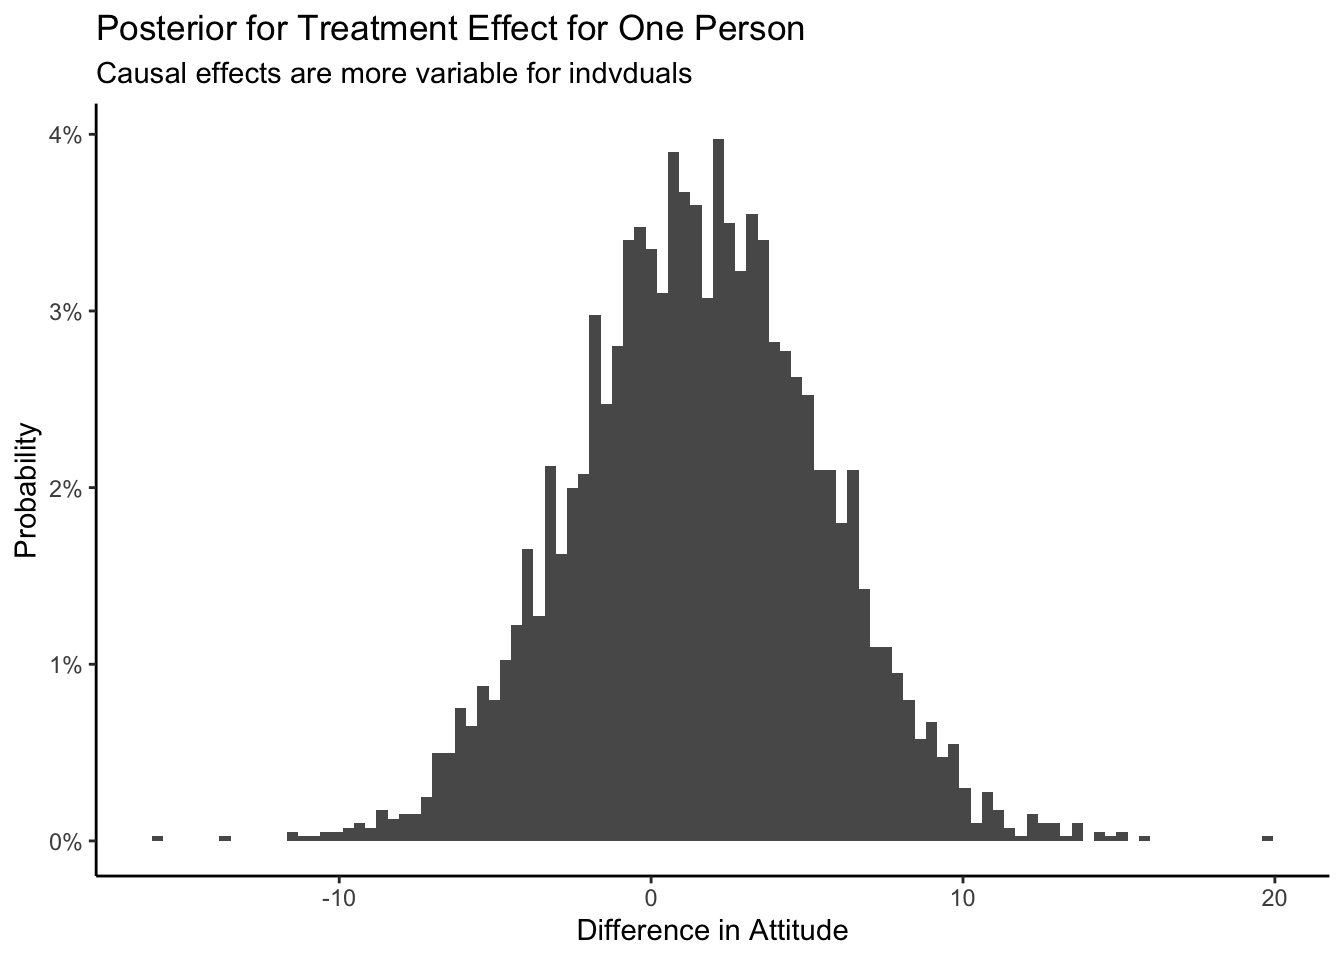 Posterior for Treatment Effect for One Person
Causal effects are more variable for indvduals
4%
3%
2%
1%
0%
Probability
-10 0 10 20
Difference in Attitude